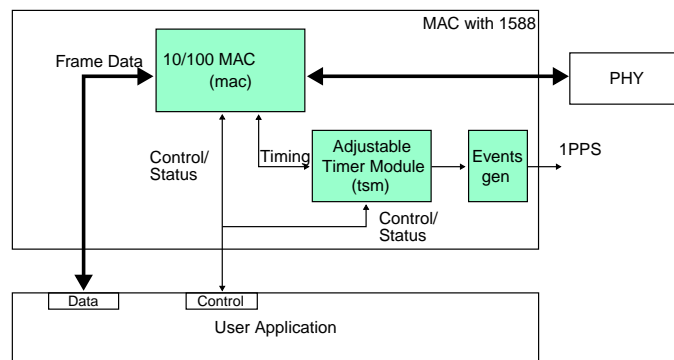 MAC with 1588
10/100 MAC
(mac)
Frame Data
PHY
Control/
Status
Timing
Adjustable
Timer Module
(tsm)
Events
gen
1PPS
Control/
Status
Data
Control
User Application